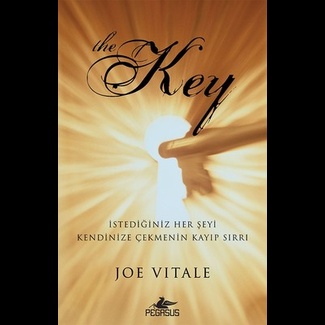 the
Key
İSTEDİĞİNİZ HER ŞEYİ
KENDİNİZE ÇEKMENİN KAYIP SIRRI
JOE VITALE
PEGASUS